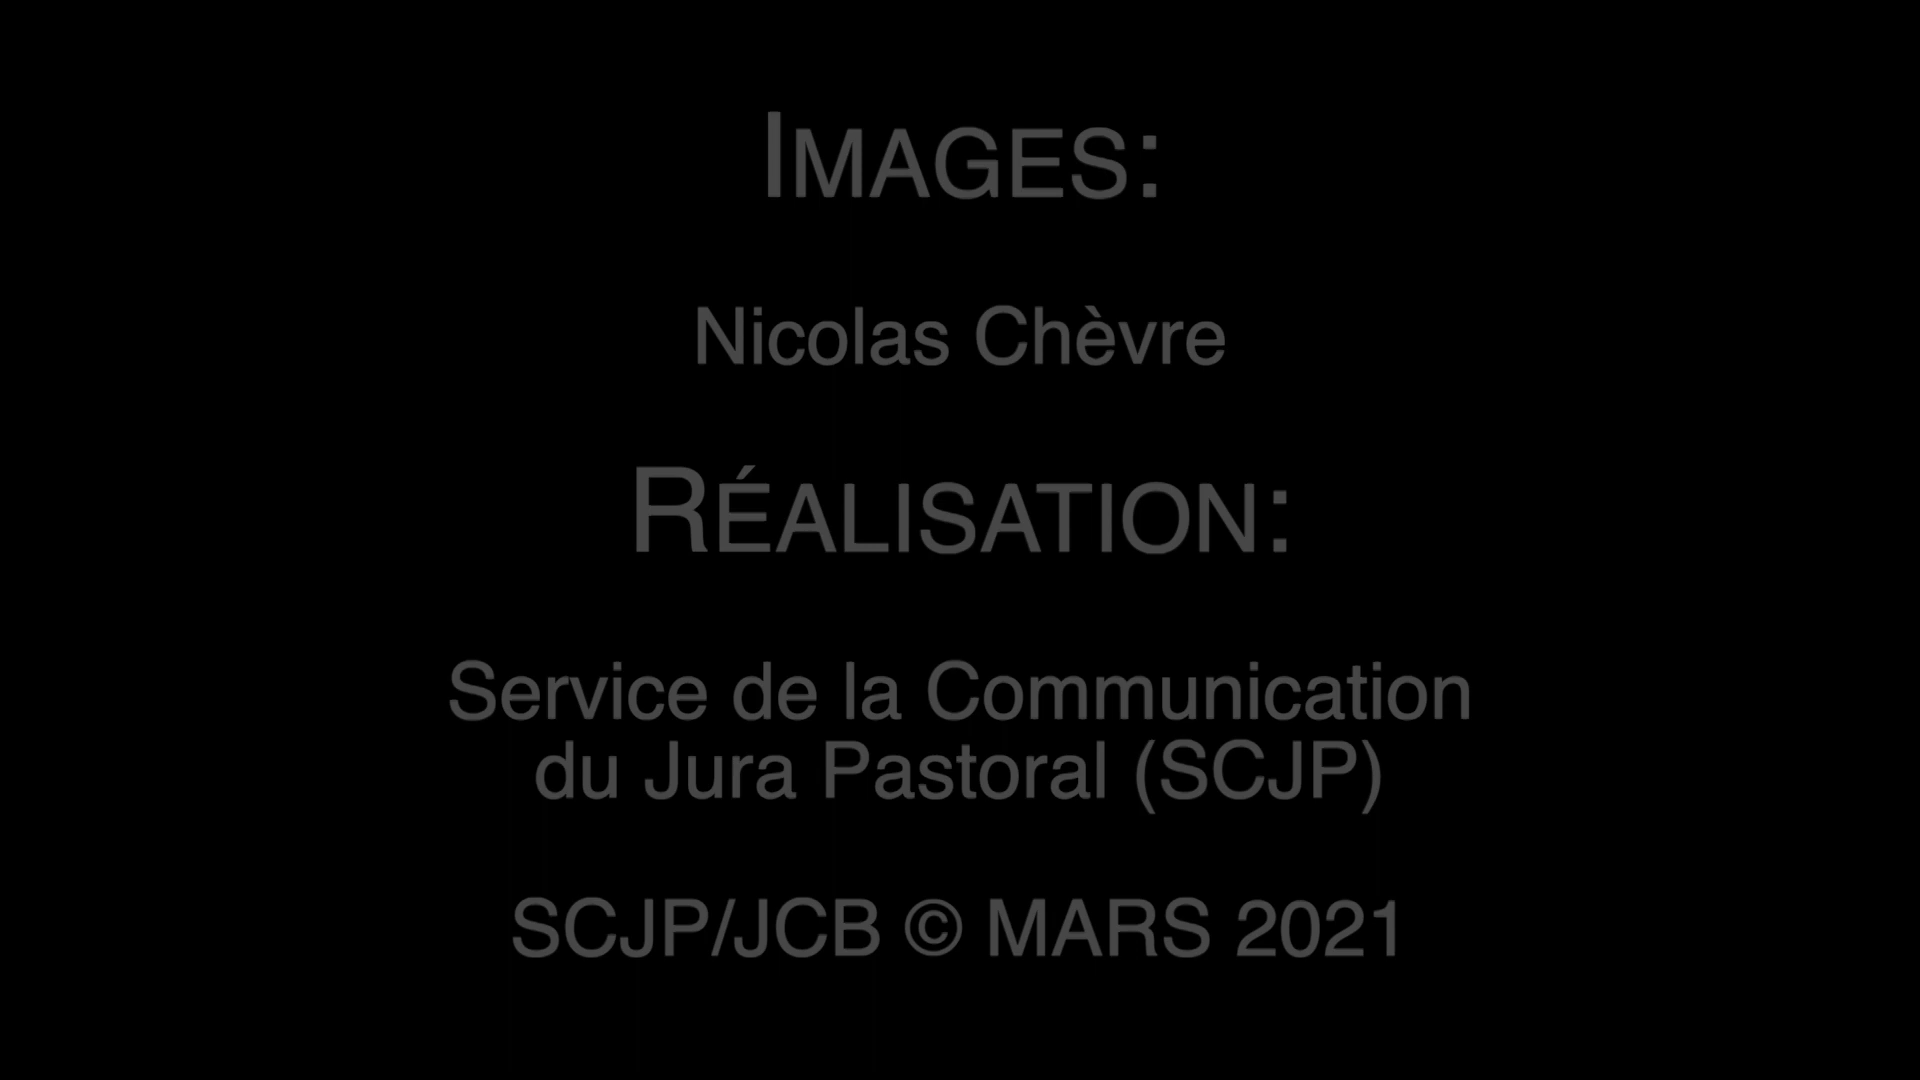 IMAGES:
Nicolas Chèvre
RÉALISATION:
Service de la Communication
du Jura Pastoral (SCJP)
SCJP/JCB © MARS 2021